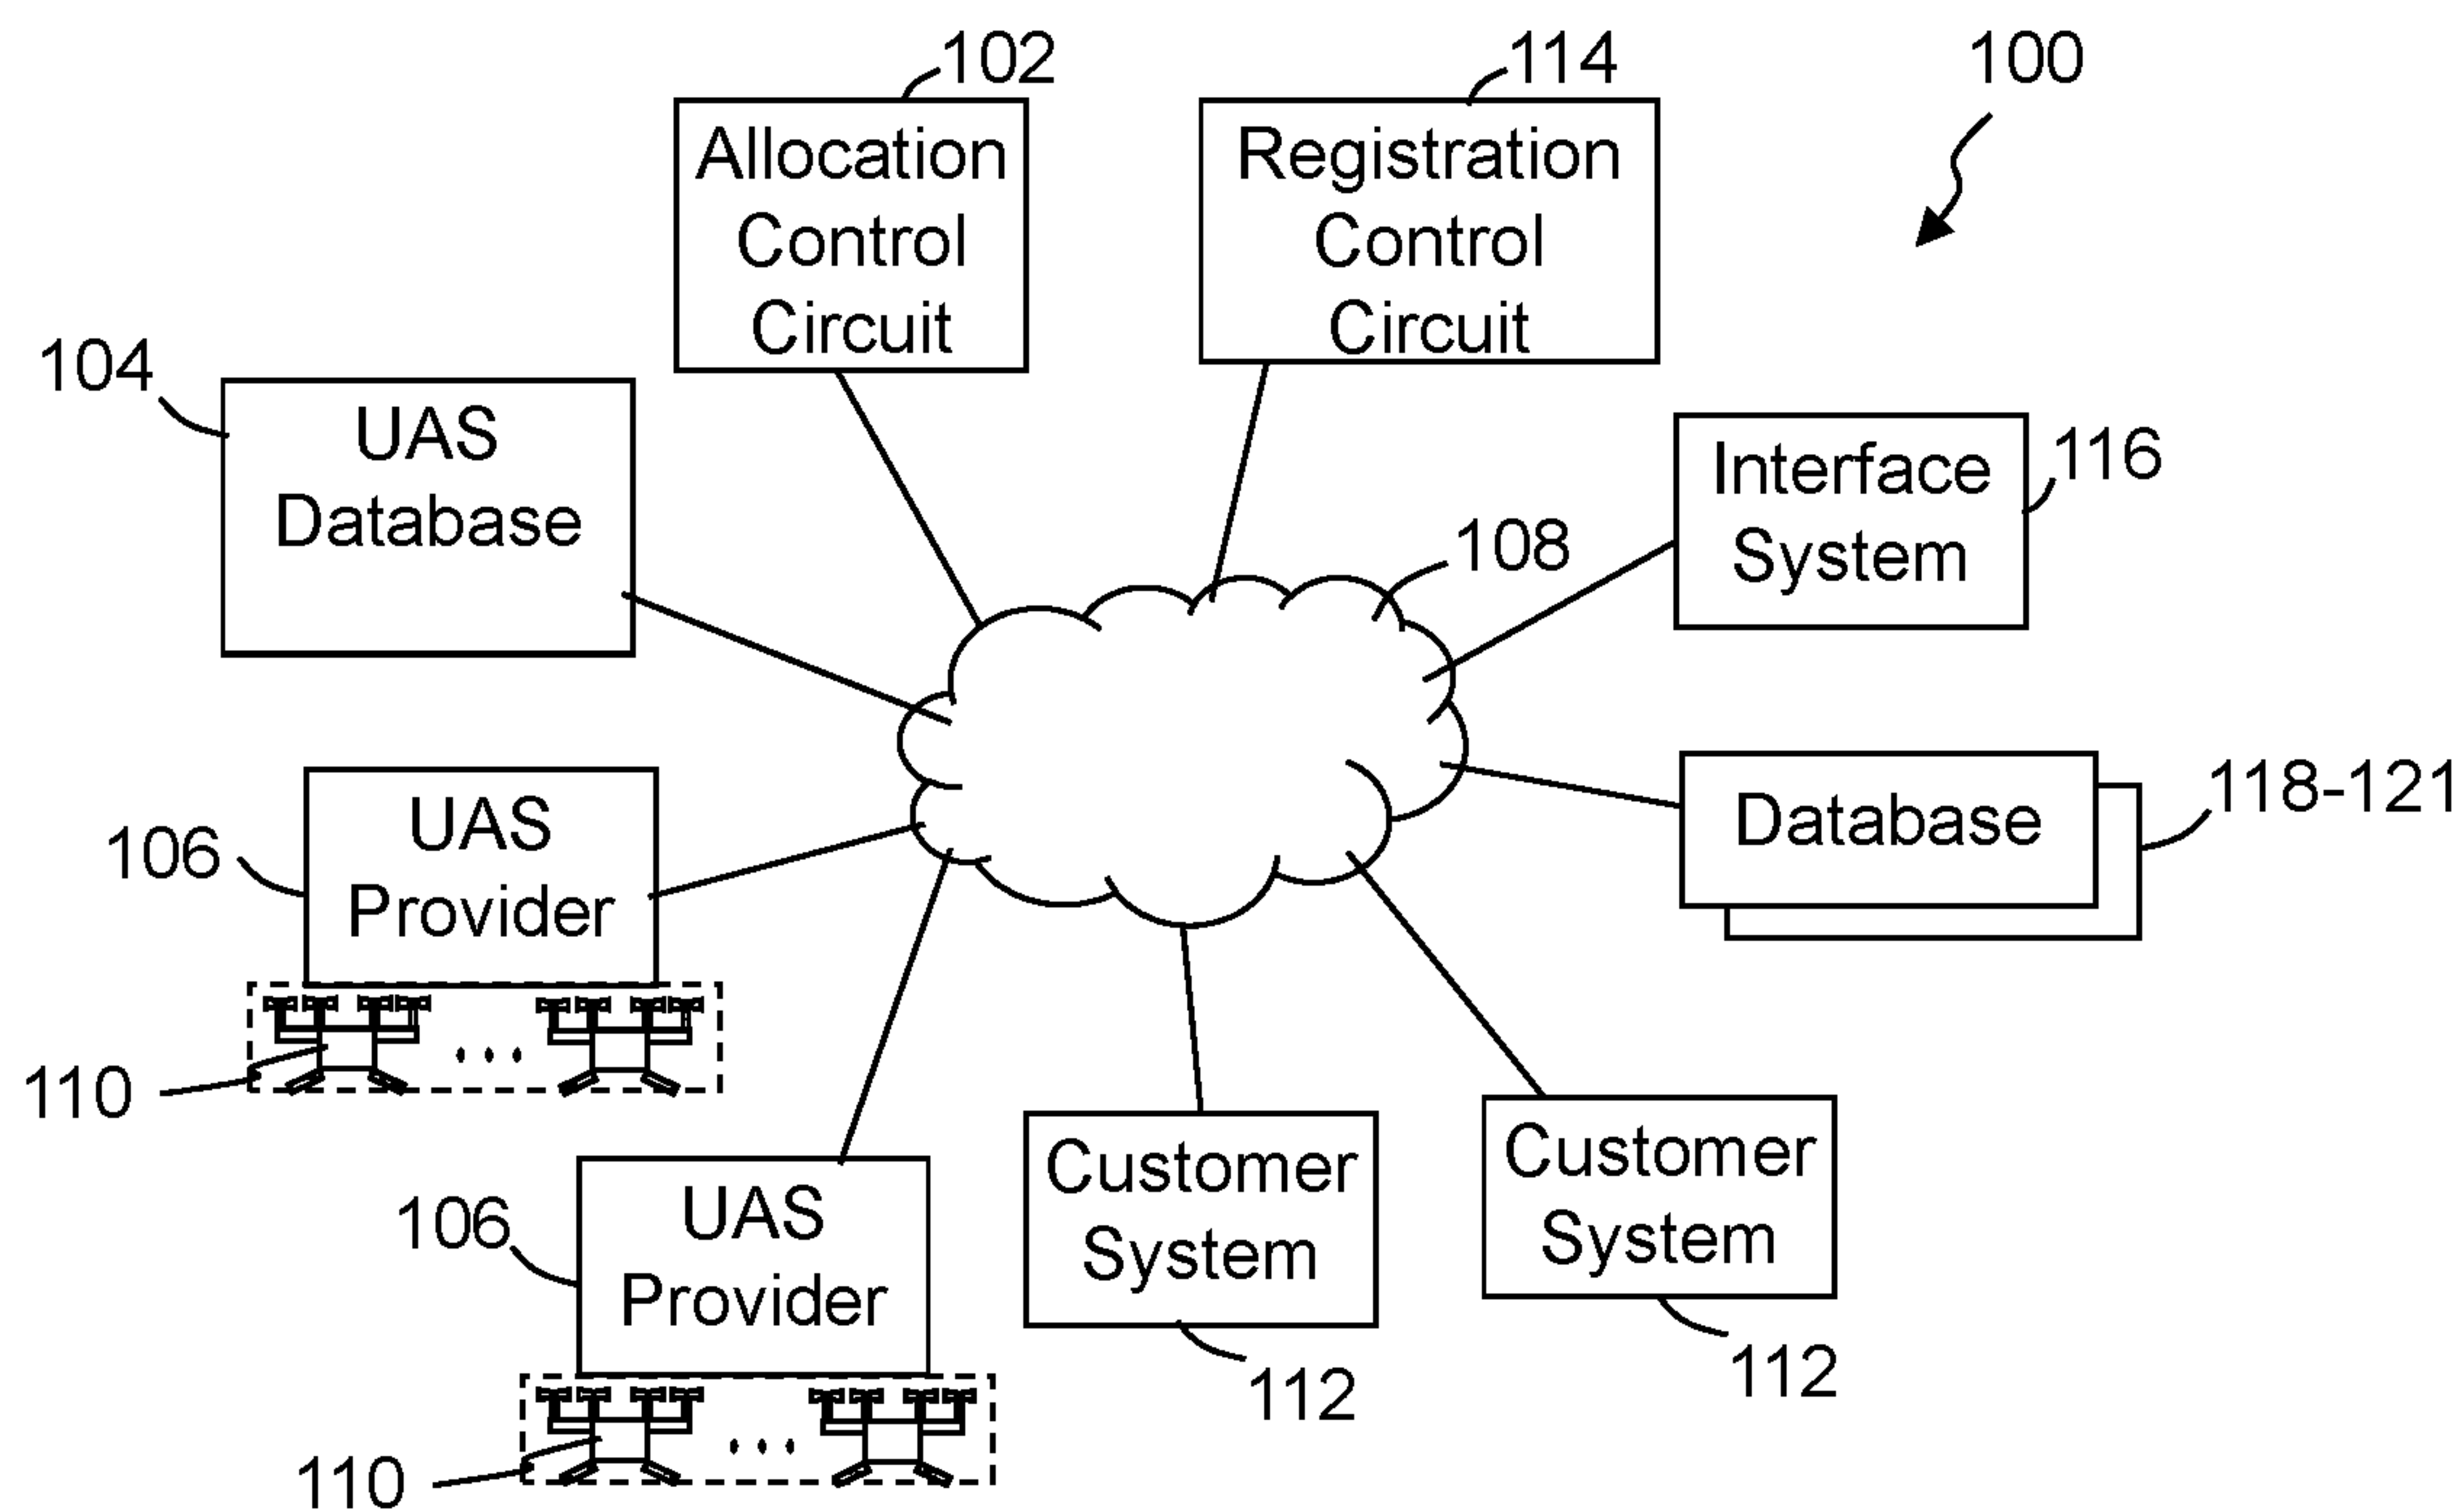 102
114
100
Allocation
Control
Circuit
Registration
Control
Circuit
104
UAS
Database
Interface
System
116
108
106
UAS
Provider
Database
118-121
110
106
UAS
Provider
Customer
System
112
Customer
System
112
110